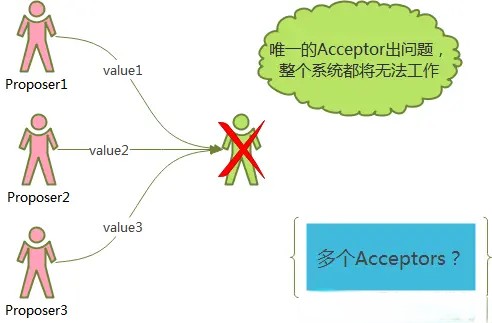 Proposer1
value1
唯一的Acceptor出问题，
整个系统都将无法工作
Proposer2
value2
value3
Proposer3
多个Acceptors？